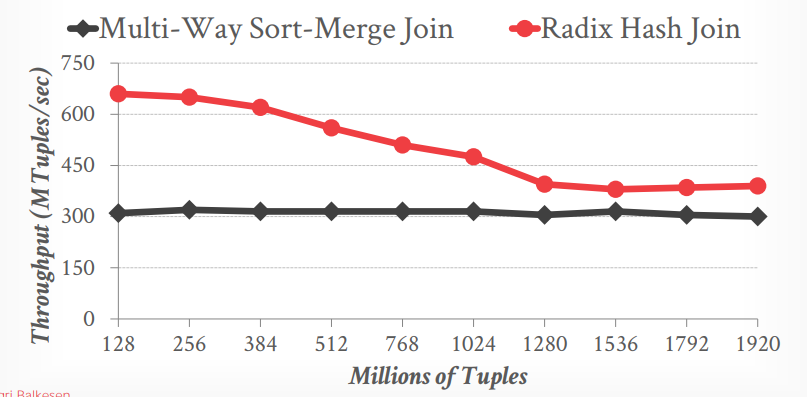 Multi-Way Sort-Merge Join
Radix Hash Join
Throughput (M Tuples/sec)
750
600
450
300
150
0
128 256 384 512 768 1024 1280 1536 1792 1920
Millions of Tuples
Balkesen